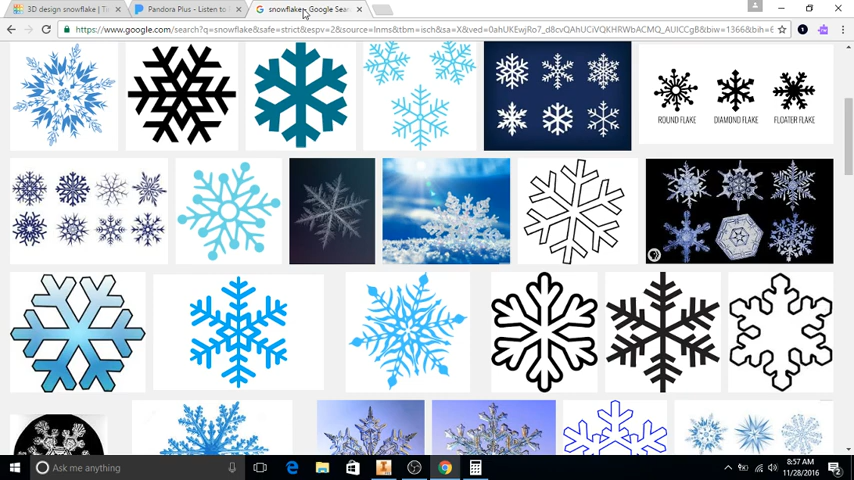 3D design snowflake | Ti
Pandora Plus - Listen to
snowflake - Google Sear
https://www.google.com/search?q=snowflake&safe=strict&espv=2&source=lnms&tbm=isch&sa=X&ved=0ahUKEwjRo7_d8cvQAhUCiVQKHRWbACMQ_AUICCgB&biw=1366&bih=6
ROUND FLAKE
DIAMOND FLAKE
FLOATER FLAKE
Ask me anything
8:57 AM
11/28/2016
2